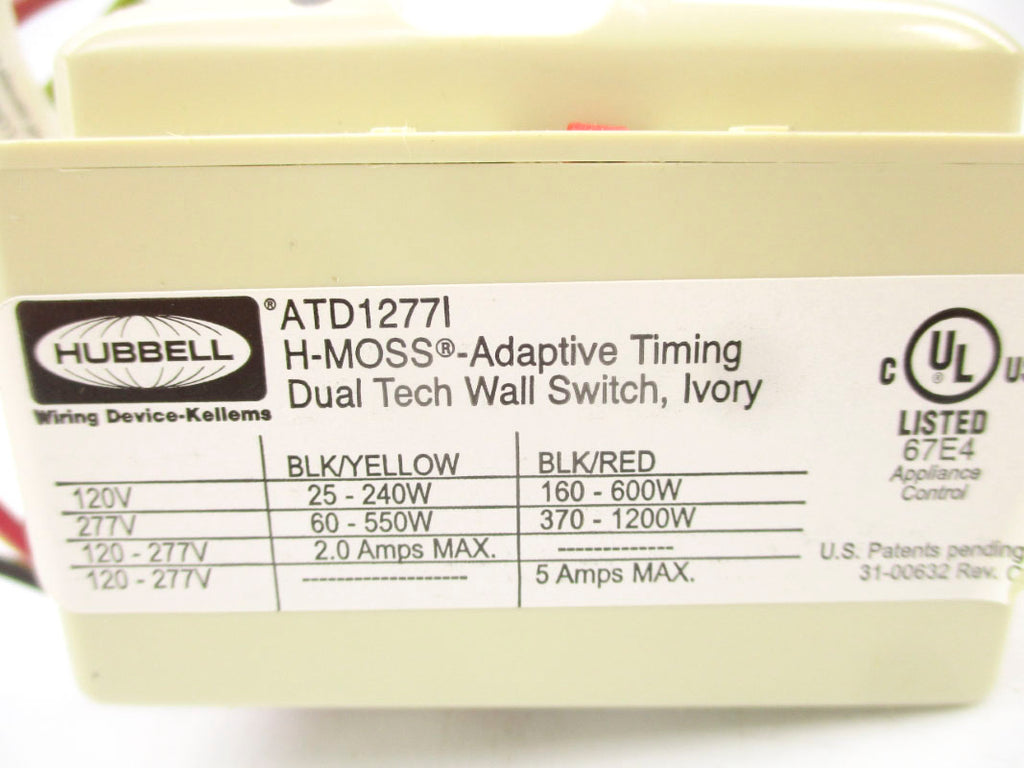 HUBBELL ®
Wiring Device-Kellems
ATD1277I
H-MOSS®-Adaptive Timing
Dual Tech Wall Switch, Ivory
BLK/YELLOW BLK/RED
120V 25 - 240W 160 - 600W
277V 60 - 550W 370 - 1200W
120 - 277V 2.0 Amps MAX. -------------
120 - 277V ------------------- 5 Amps MAX.
C UL ® US
LISTED
67E4
Appliance
Control
U.S. Patents pending
31-00632 Rev.